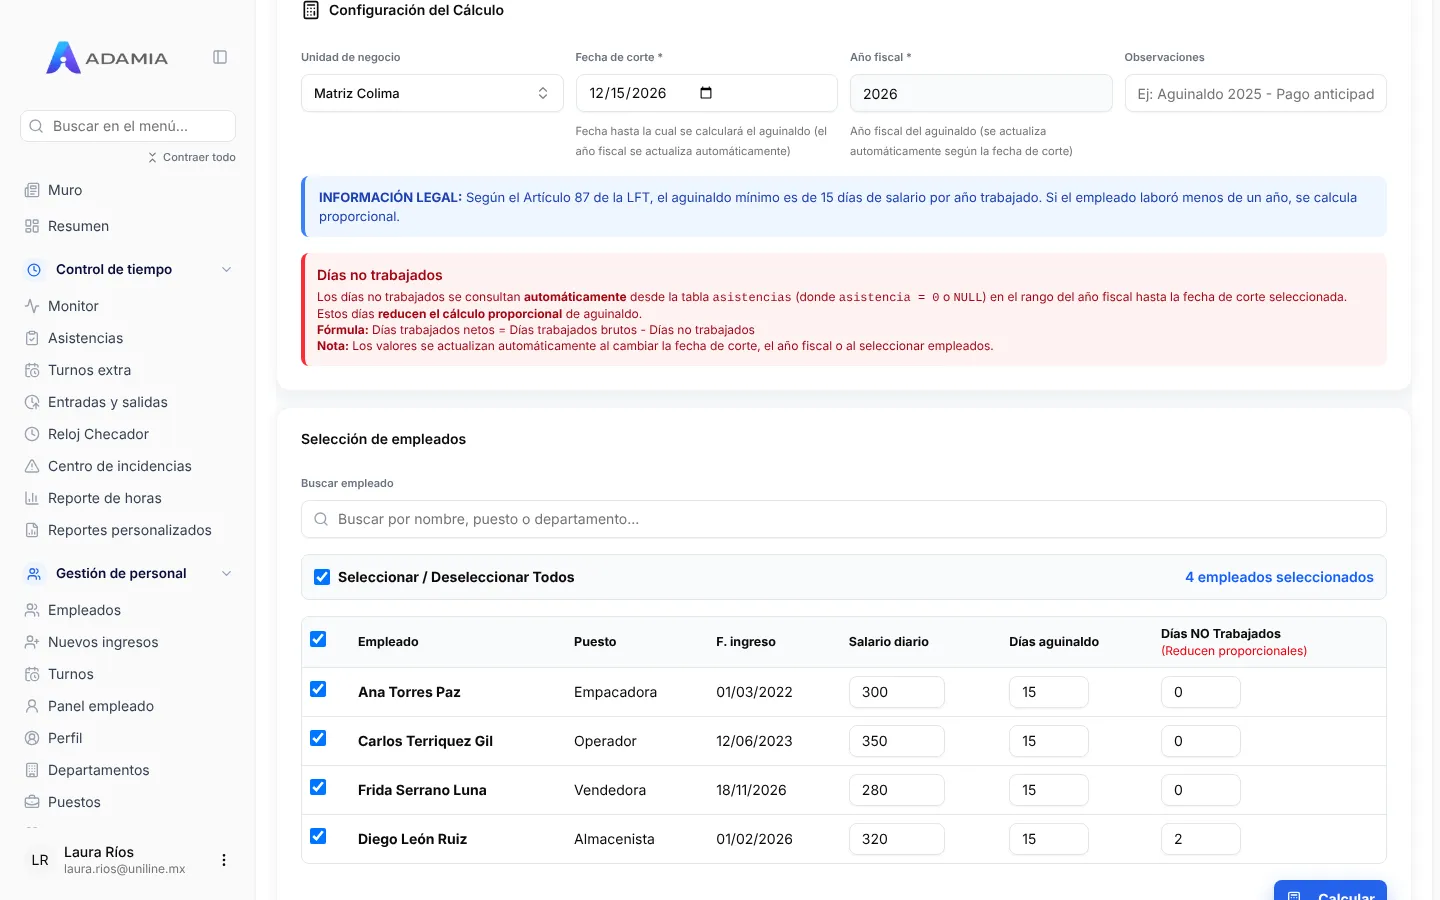 Configuración del Cálculo
ADAMIA
Unidad de negocio
Fecha de corte *
Año fiscal *
Observaciones
Matriz Colima
12/15/2026
2026
Ej: Aguinaldo 2025 - Pago anticipad
Fecha hasta la cual se calculará el aguinaldo (el
año fiscal se actualiza automáticamente)
Año fiscal del aguinaldo (se actualiza
automáticamente según la fecha de corte)
INFORMACIÓN LEGAL: Según el Artículo 87 de la LFT, el aguinaldo mínimo es de 15 días de salario por año trabajado. Si el empleado laboró menos de un año, se calcula
proporcional.
Días no trabajados
Los días no trabajados se consultan automáticamente desde la tabla asistencias (donde asistencia = 0 o NULL) en el rango del año fiscal hasta la fecha de corte seleccionada.
Estos días reducen el cálculo proporcional de aguinaldo.
Fórmula: Días trabajados netos = Días trabajados brutos - Días no trabajados
Nota: Los valores se actualizan automáticamente al cambiar la fecha de corte, el año fiscal o al seleccionar empleados.
Selección de empleados
Buscar empleado
Buscar por nombre, puesto o departamento...
Seleccionar / Deseleccionar Todos
4 empleados seleccionados
Empleado Puesto F. ingreso Salario diario Días aguinaldo Días NO Trabajados
(Reducen proporcionales)
Ana Torres Paz Empacadora 01/03/2022 300 15 0
Carlos Terriquez Gil Operador 12/06/2023 350 15 0
Frida Serrano Luna Vendedora 18/11/2026 280 15 0
Diego León Ruiz Almacenista 01/02/2026 320 15 2
Calcular
Buscar en el menú...
Contraer todo
Muro
Resumen
Control de tiempo
Monitor
Asistencias
Turnos extra
Entradas y salidas
Reloj Checador
Centro de incidencias
Reporte de horas
Reportes personalizados
Gestión de personal
Empleados
Nuevos ingresos
Turnos
Panel empleado
Perfil
Departamentos
Puestos
LR
Laura Ríos
laura.rios@uniline.mx